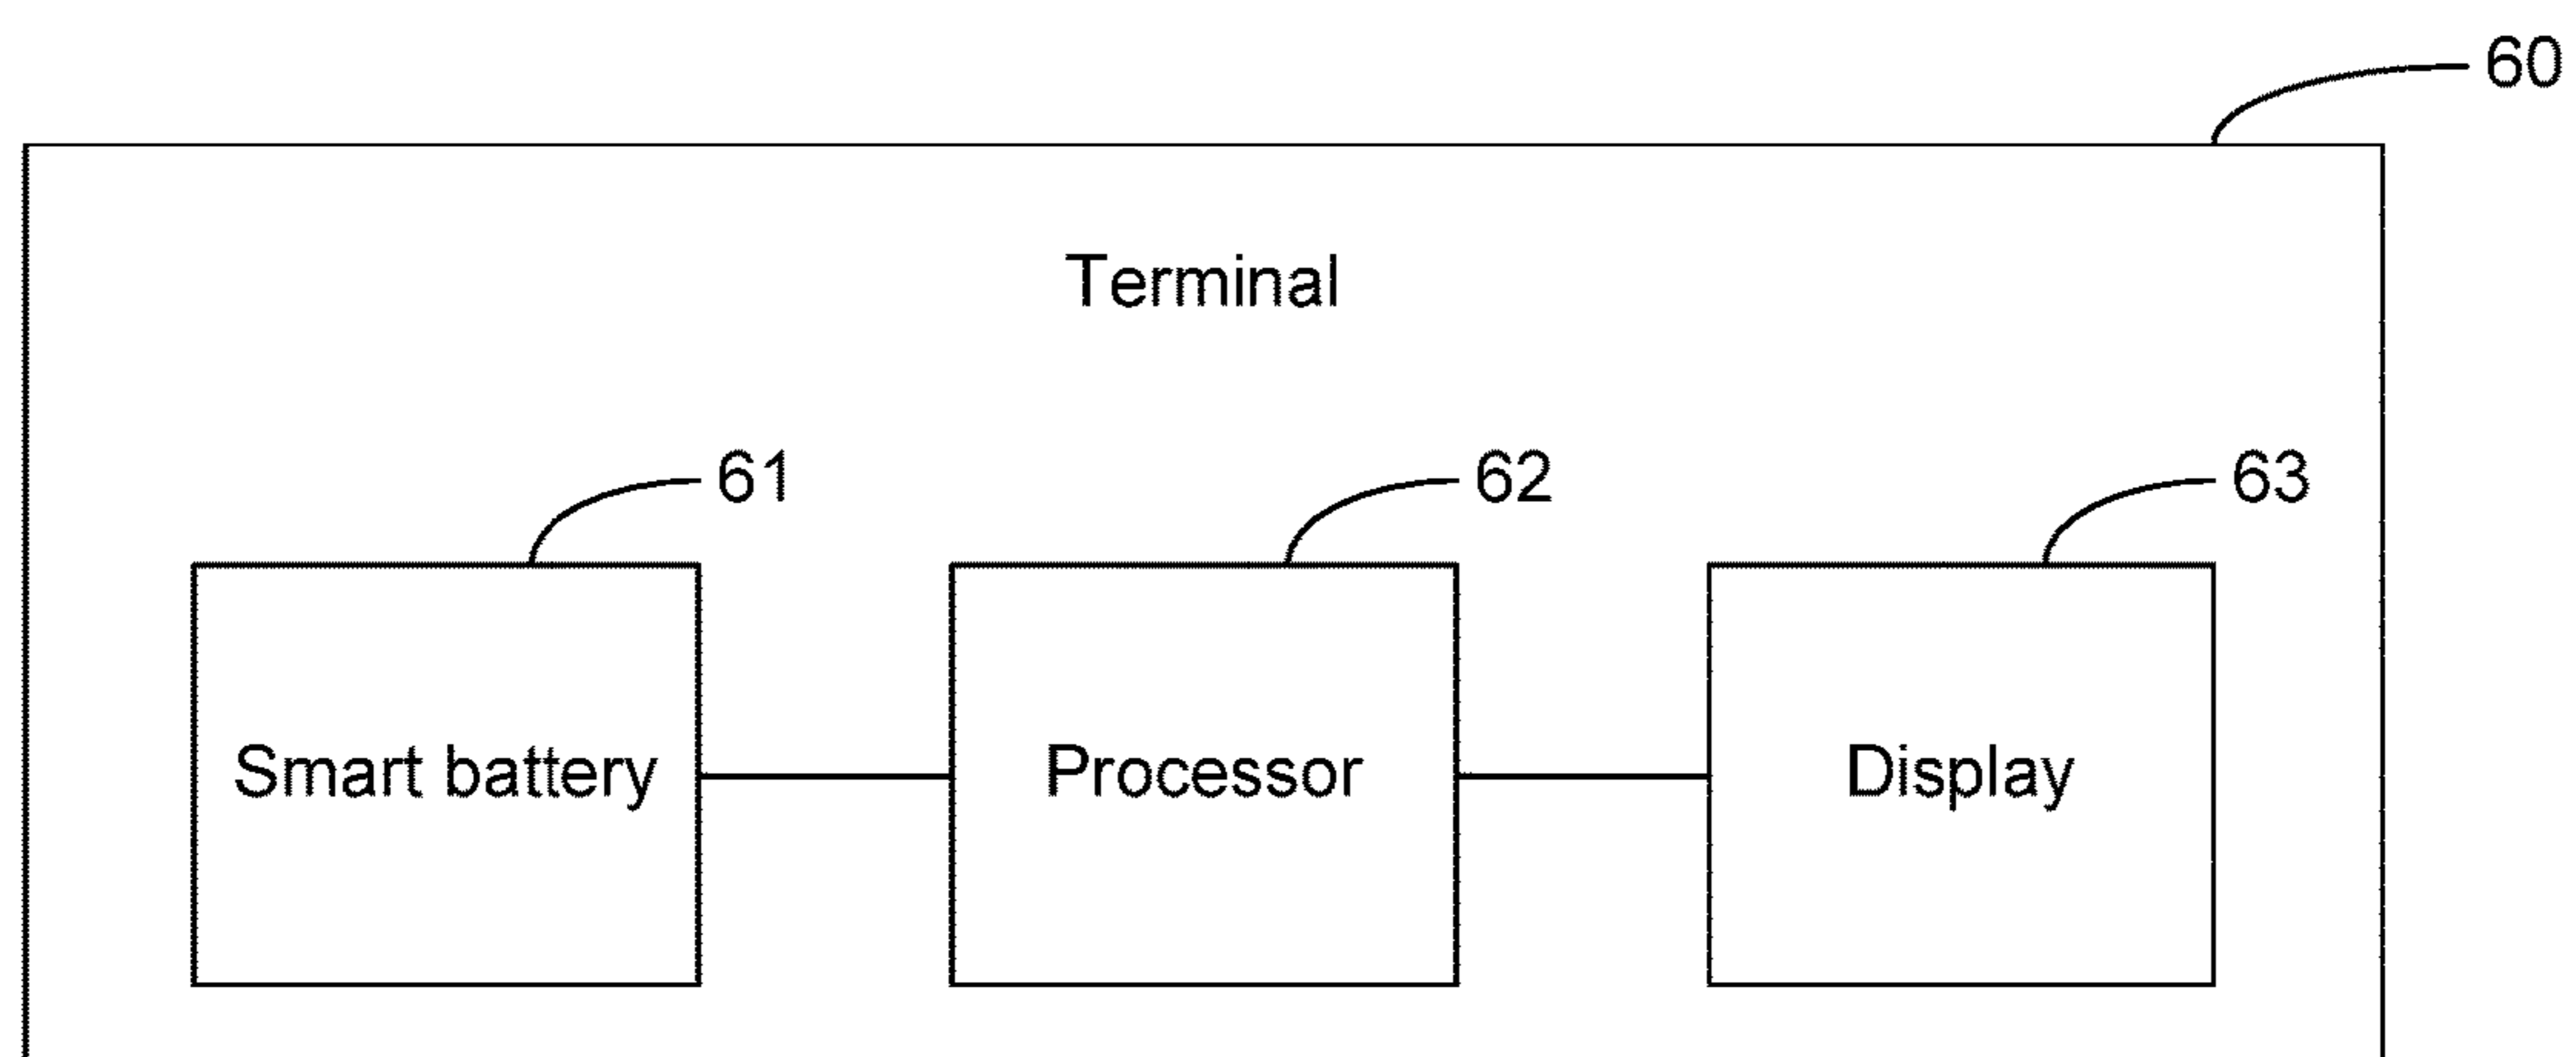 60
Terminal
61
62
63
Smart battery
Processor
Display